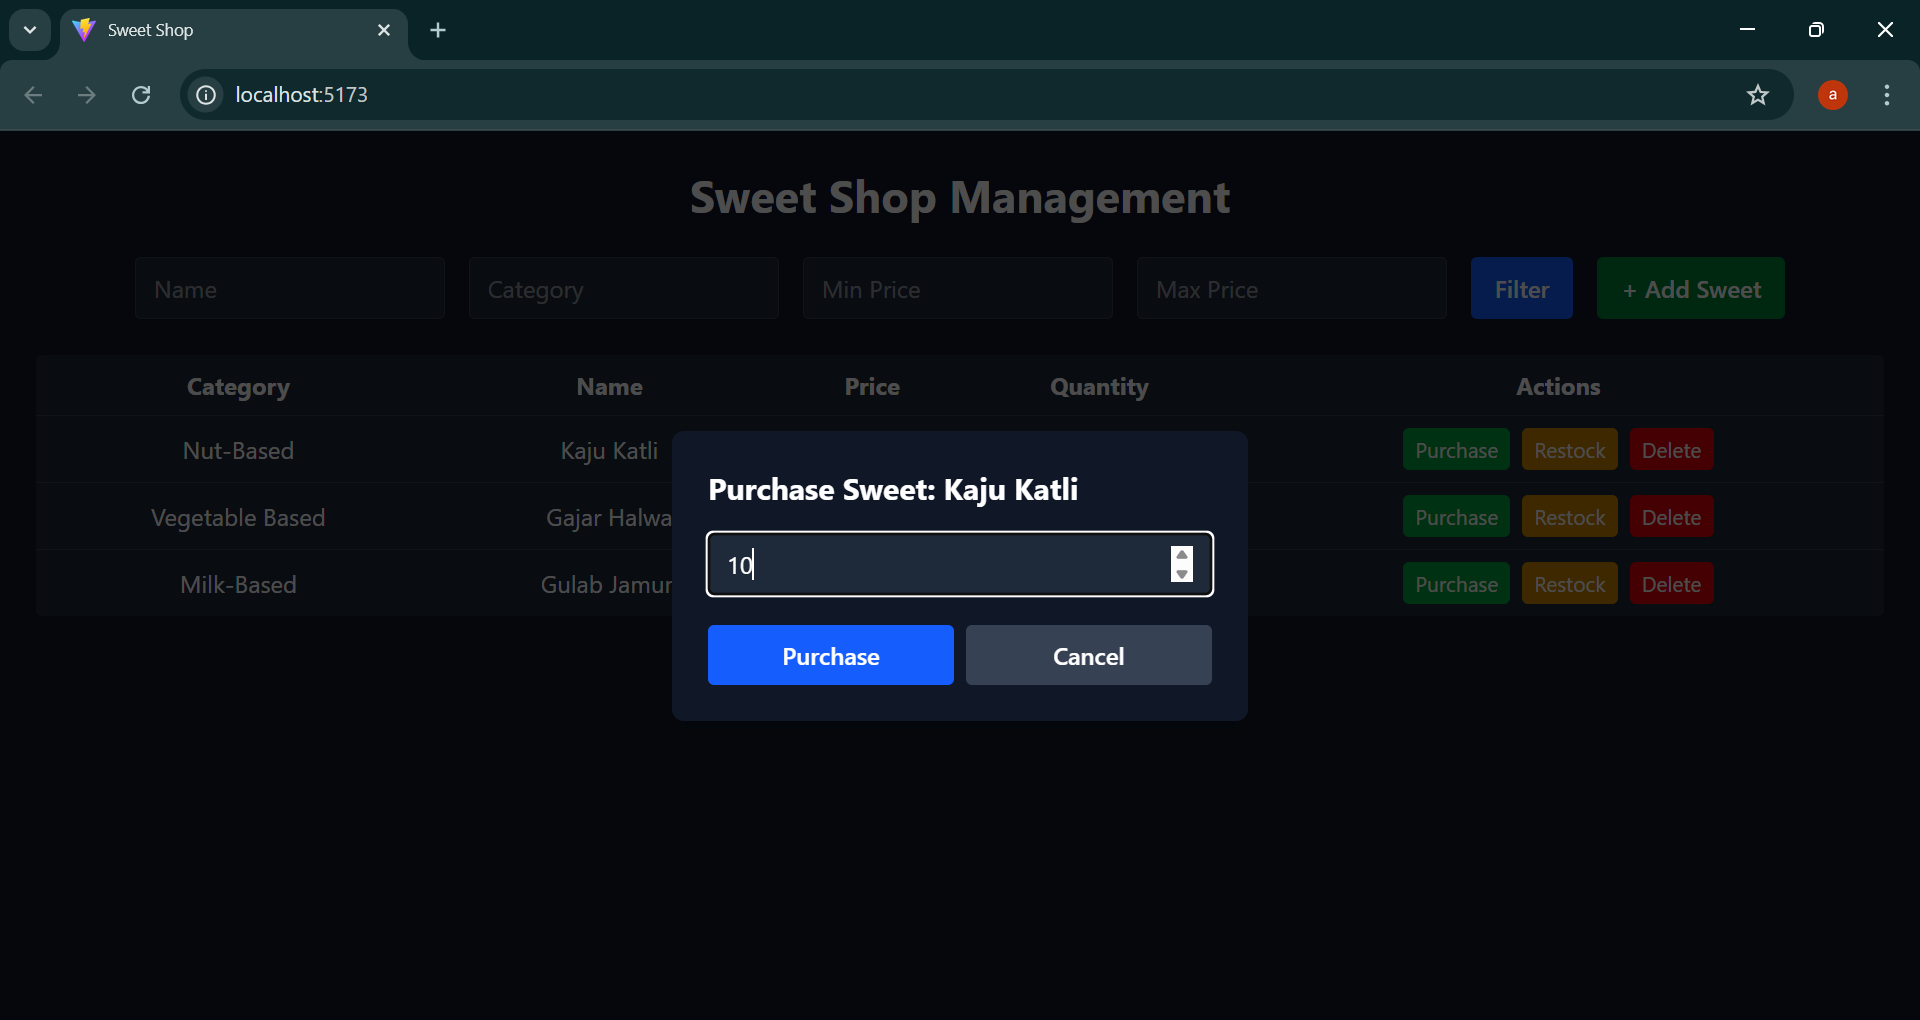 Sweet Shop
localhost:5173
a
Sweet Shop Management
Name Category Min Price Max Price Filter + Add Sweet
Category Name Price Quantity Actions
Nut-Based Kaju Katli Purchase Restock Delete
Vegetable Based Gajar Halwa Purchase Restock Delete
Milk-Based Gulab Jamun Purchase Restock Delete
Purchase Sweet: Kaju Katli
10
Purchase Cancel